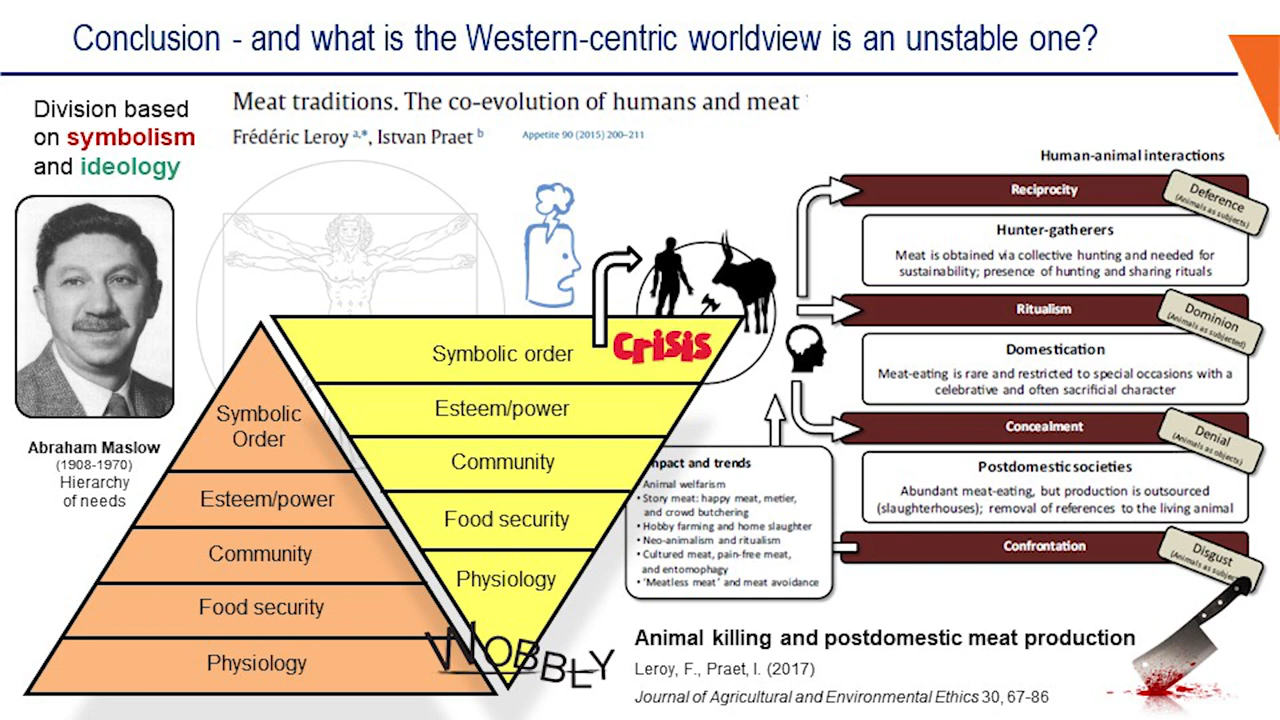 Conclusion - and what is the Western-centric worldview is an unstable one?
Division based
on symbolism
and ideology
Meat traditions. The co-evolution of humans and meat
Frédéric Leroy a,*, Istvan Praet b
Appetite 90 (2015) 200–211
Abraham Maslow
(1908-1970)
Hierarchy
of needs
Symbolic
Order
Esteem/power
Community
Food security
Physiology
Symbolic order
Crisis
Esteem/power
Community
Food security
Physiology
WOBBLY
Human-animal interactions
Reciprocity
Deference
(Animals as subjects)
Hunter-gatherers
Meat is obtained via collective hunting and needed for
sustainability; presence of hunting and sharing rituals
Ritualism
Dominion
(Animals as subjected)
Domestication
Meat-eating is rare and restricted to special occasions with a
celebrative and often sacrificial character
Concealment
Denial
(Animals as objects)
Postdomestic societies
Abundant meat-eating, but production is outsourced
(slaughterhouses); removal of references to the living animal
Confrontation
Disgust
(Animals as
and trends
Animal welfarism
• Story meat: happy meat, metier,
and crowd butchering
• Hobby farming and home slaughter
• Neo-animalism and ritualism
• Cultured meat, pain-free meat,
and entomophagy
• 'Meatless meat' and meat avoidance
Animal killing and postdomestic meat production
Leroy, F., Praet, I. (2017)
Journal of Agricultural and Environmental Ethics 30, 67-86